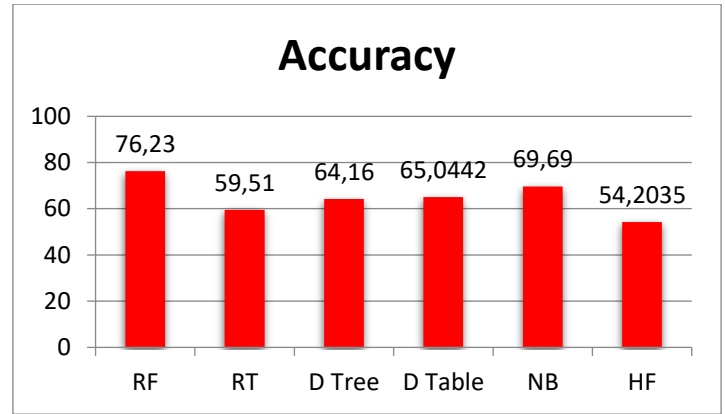 Accuracy
100
80
60
40
20
0
76,23
59,51
64,16
65,0442
69,69
54,2035
RF
RT
D Tree
D Table
NB
HF